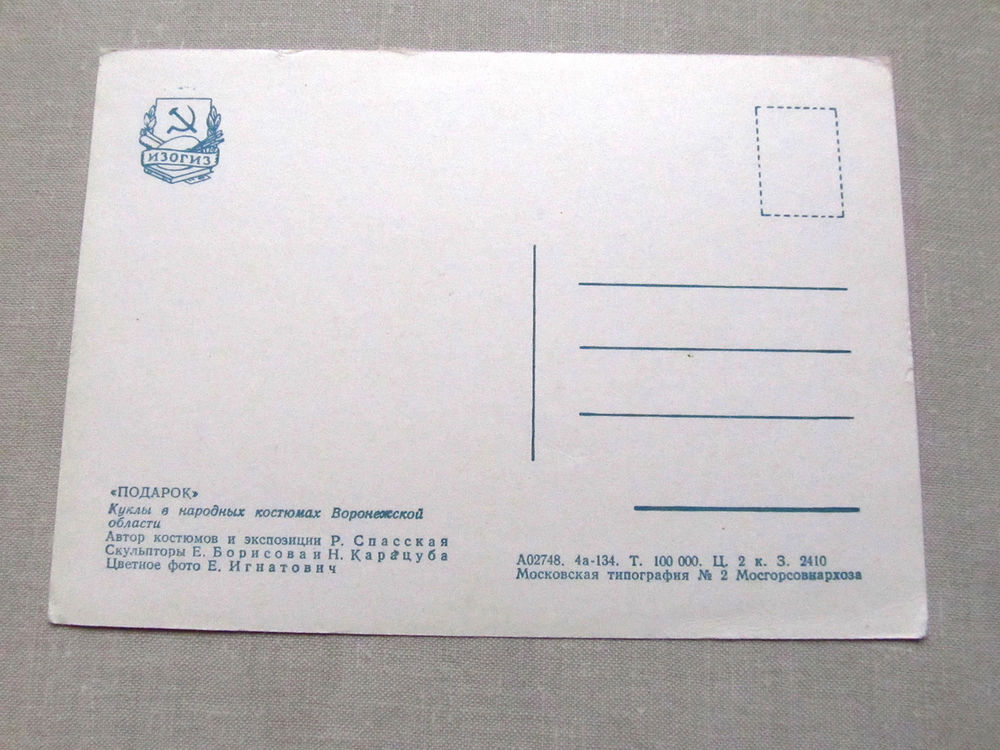 ИЗОГИЗ
«ПОДАРОК»
Куклы в народных костюмах Воронежской
области
Автор костюмов и экспозиции Р. Спасская
Скульпторы Е. Борисова и Н. Карацуба
Цветное фото Е. Игнатович
А02748. 4а-134. Т. 100 000. Ц. 2 к. З. 2410
Московская типография № 2 Мосгорсовнархоза